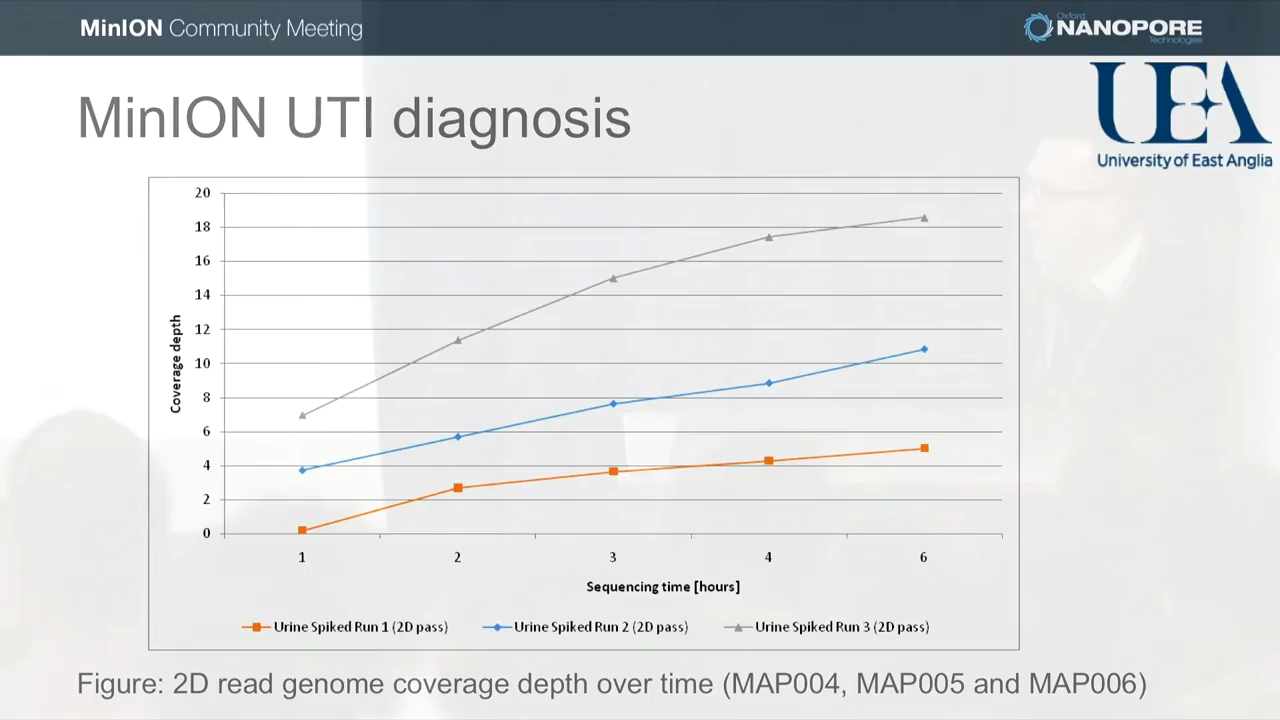 MinION Community Meeting
Oxford
NANOPORE
Technologies
UEA
University of East Anglia
MinION UTI diagnosis
20
18
16
14
12
10
8
6
4
2
0
Coverage depth
1 2 3 4 6
Sequencing time [hours]
Urine Spiked Run 1 (2D pass) Urine Spiked Run 2 (2D pass) Urine Spiked Run 3 (2D pass)
Figure: 2D read genome coverage depth over time (MAP004, MAP005 and MAP006)